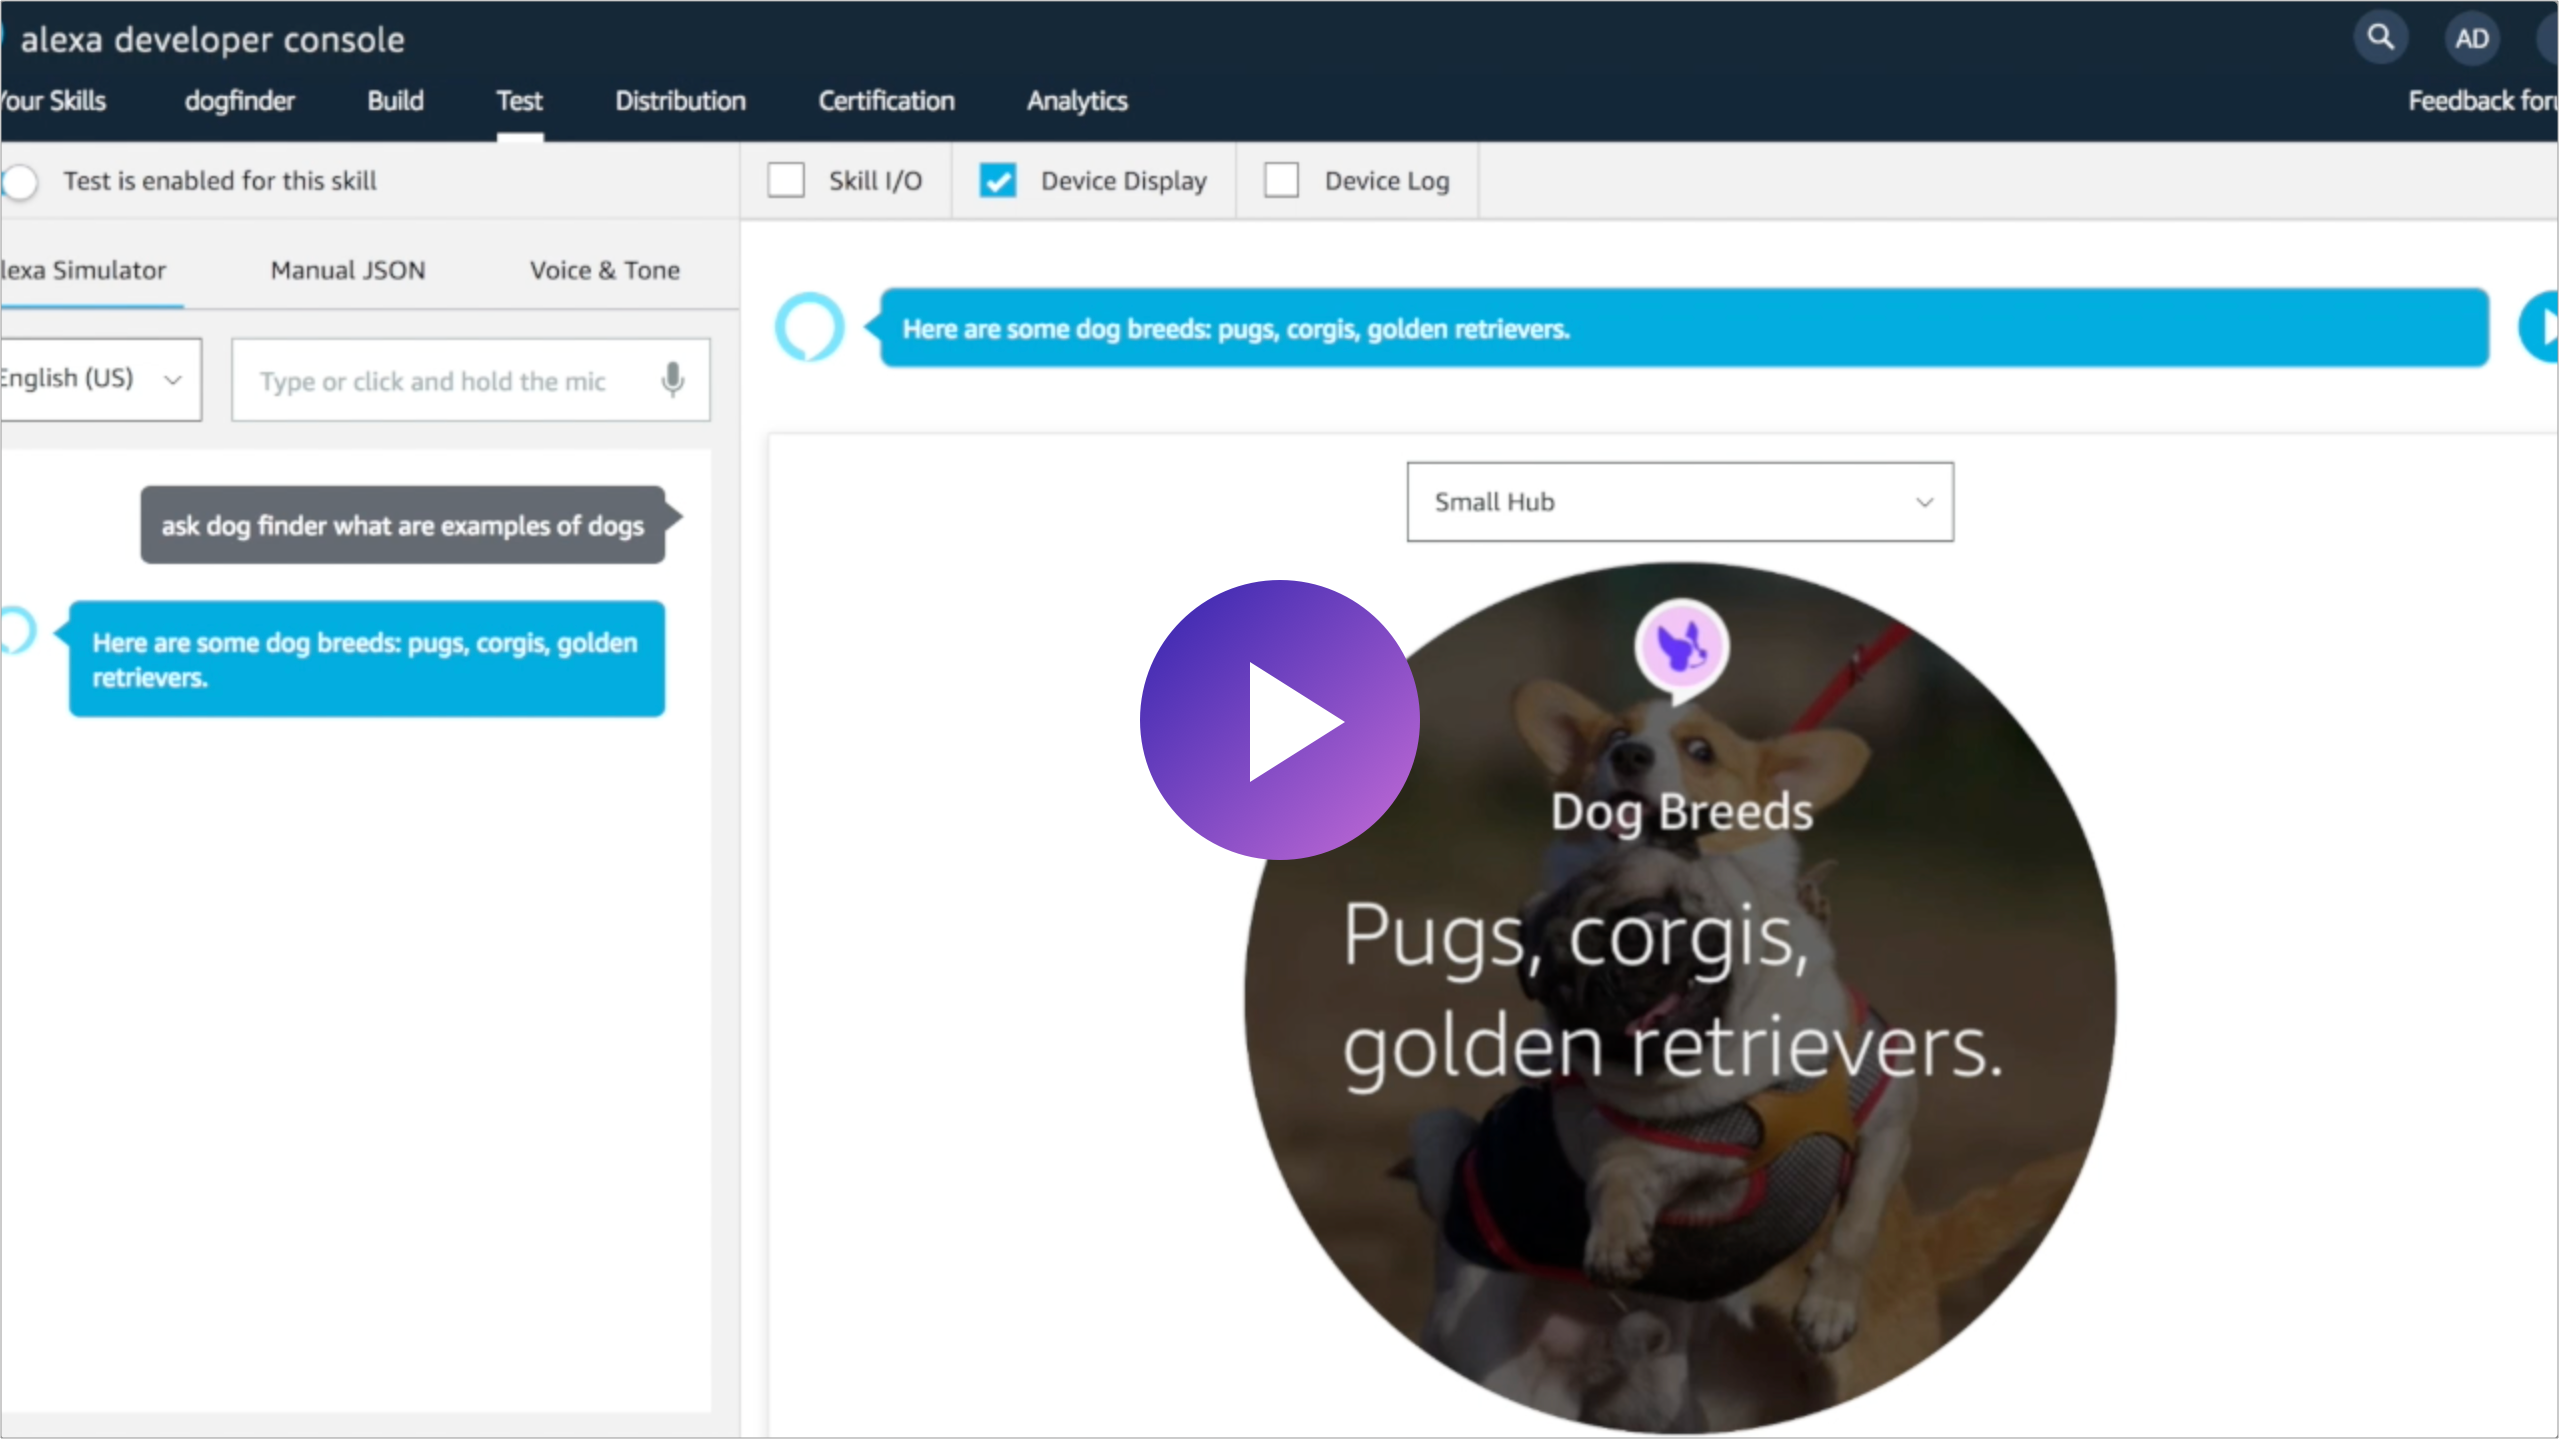 alexa developer console
AD
Your Skills dogfinder Build Test Distribution Certification Analytics
Feedback foru
Test is enabled for this skill
Skill I/O Device Display Device Log
lexa Simulator Manual JSON Voice & Tone
Here are some dog breeds: pugs, corgis, golden retrievers.
English (US)
Type or click and hold the mic
ask dog finder what are examples of dogs
Here are some dog breeds: pugs, corgis, golden
retrievers.
Small Hub
Dog Breeds
Pugs, corgis,
golden retrievers.